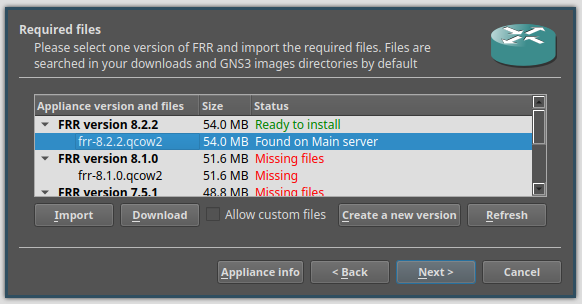 Required files
Please select one version of FRR and import the required files. Files are
searched in your downloads and GNS3 images directories by default
Appliance version and files Size Status
FRR version 8.2.2 54.0 MB Ready to install
frr-8.2.2.qcow2 54.0 MB Found on Main server
FRR version 8.1.0 51.6 MB Missing files
frr-8.1.0.qcow2 51.6 MB Missing
FRR version 7.5.1 48.8 MB Missing files
Import Download Allow custom files Create a new version Refresh
Appliance info < Back Next > Cancel